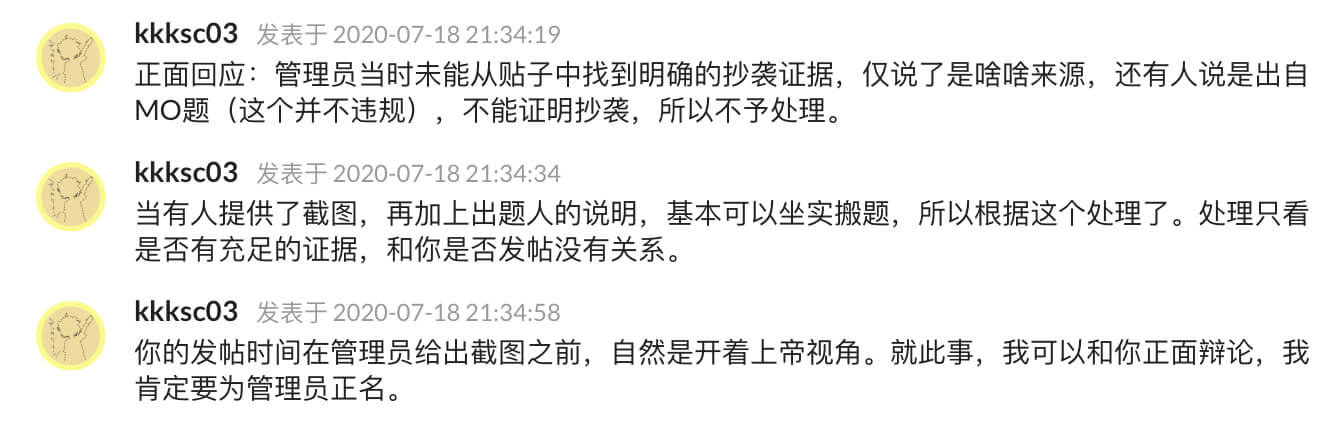 kkksc03 发表于 2020-07-18 21:34:19
正面回应：管理员当时未能从贴子中找到明确的抄袭证据，仅说了是啥啥来源，还有人说是出自
MO题（这个并不违规），不能证明抄袭，所以不予处理。
kkksc03 发表于 2020-07-18 21:34:34
当有人提供了截图，再加上出题人的说明，基本可以坐实搬题，所以根据这个处理了。处理只看
是否有充足的证据，和你是否发帖没有关系。
kkksc03 发表于 2020-07-18 21:34:58
你的发帖时间在管理员给出截图之前，自然是开着上帝视角。就此事，我可以和你正面辩论，我
肯定要为管理员正名。